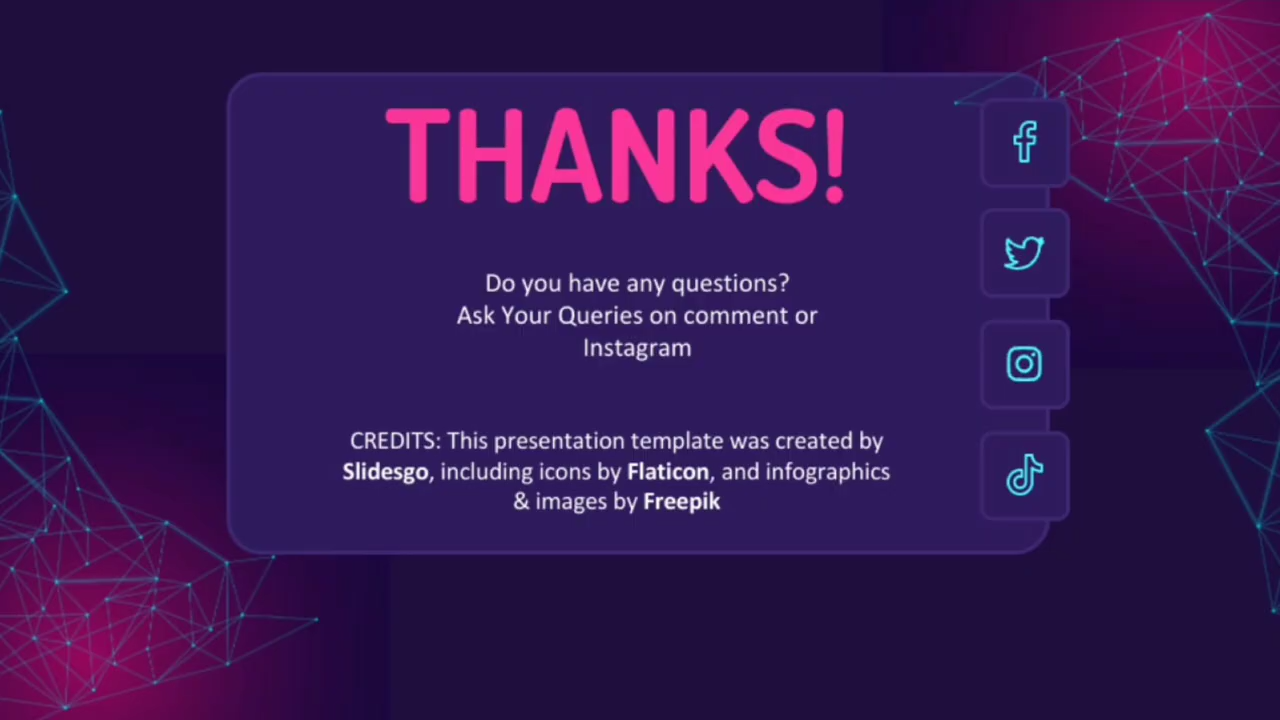 THANKS!
Do you have any questions?
Ask Your Queries on comment or
Instagram
CREDITS: This presentation template was created by
Slidesgo, including icons by Flaticon, and infographics
& images by Freepik